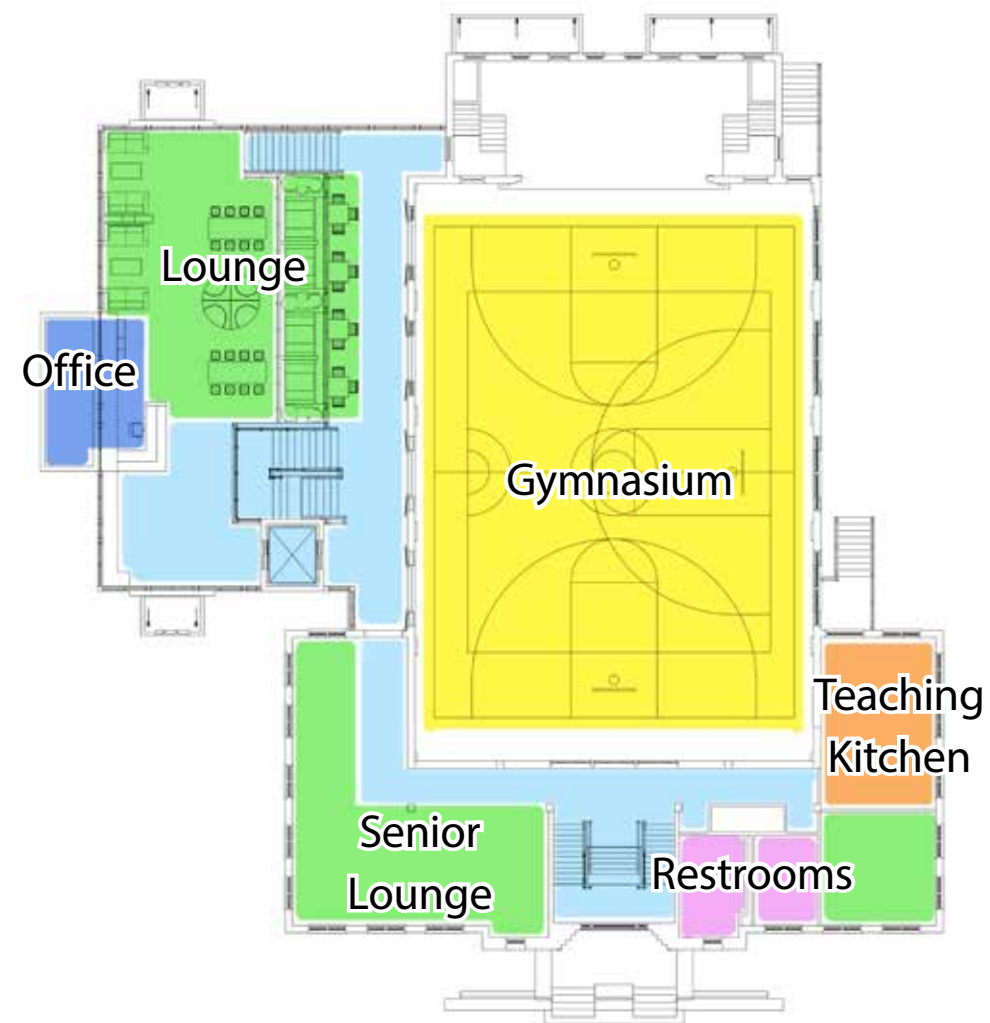 Lounge
Office
Gymnasium
Teaching
Kitchen
Senior
Lounge
Restrooms